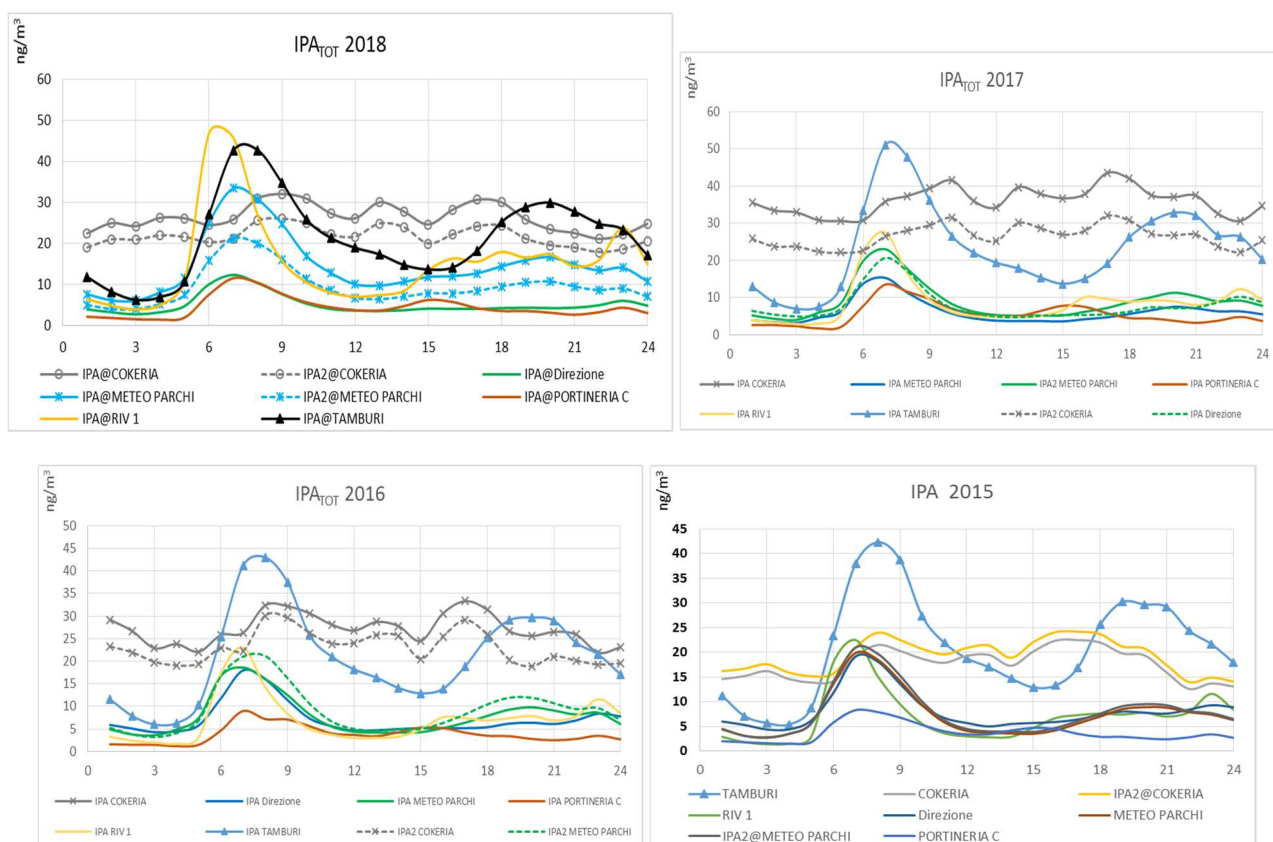 IPATOT 2018
ng/m³
60
50
40
30
20
10
0
0 3 6 9 12 15 18 21 24
IPA@COKERIA IPA2@COKERIA IPA@Direzione
IPA@METEO PARCHI IPA2@METEO PARCHI IPA@PORTINERIA C
IPA@RIV 1 IPA@TAMBURI
IPATOT 2017
ng/m³
60
50
40
30
20
10
0
0 3 6 9 12 15 18 21 24
IPA COKERIA IPA METEO PARCHI IPA2 METEO PARCHI IPA PORTINERIA C
IPA RIV 1 IPA TAMBURI IPA2 COKERIA IPA Direzione
IPATOT 2016
ng/m³
50
45
40
35
30
25
20
15
10
5
0
0 3 6 9 12 15 18 21 24
IPA COKERIA IPA Direzione IPA METEO PARCHI IPA PORTINERIA C
IPA RIV 1 IPA TAMBURI IPA2 COKERIA IPA2 METEO PARCHI
IPA 2015
ng/m³
45
40
35
30
25
20
15
10
5
0
0 3 6 9 12 15 18 21 24
TAMBURI COKERIA IPA2@COKERIA
RIV 1 Direzione METEO PARCHI
IPA2@METEO PARCHI PORTINERIA C